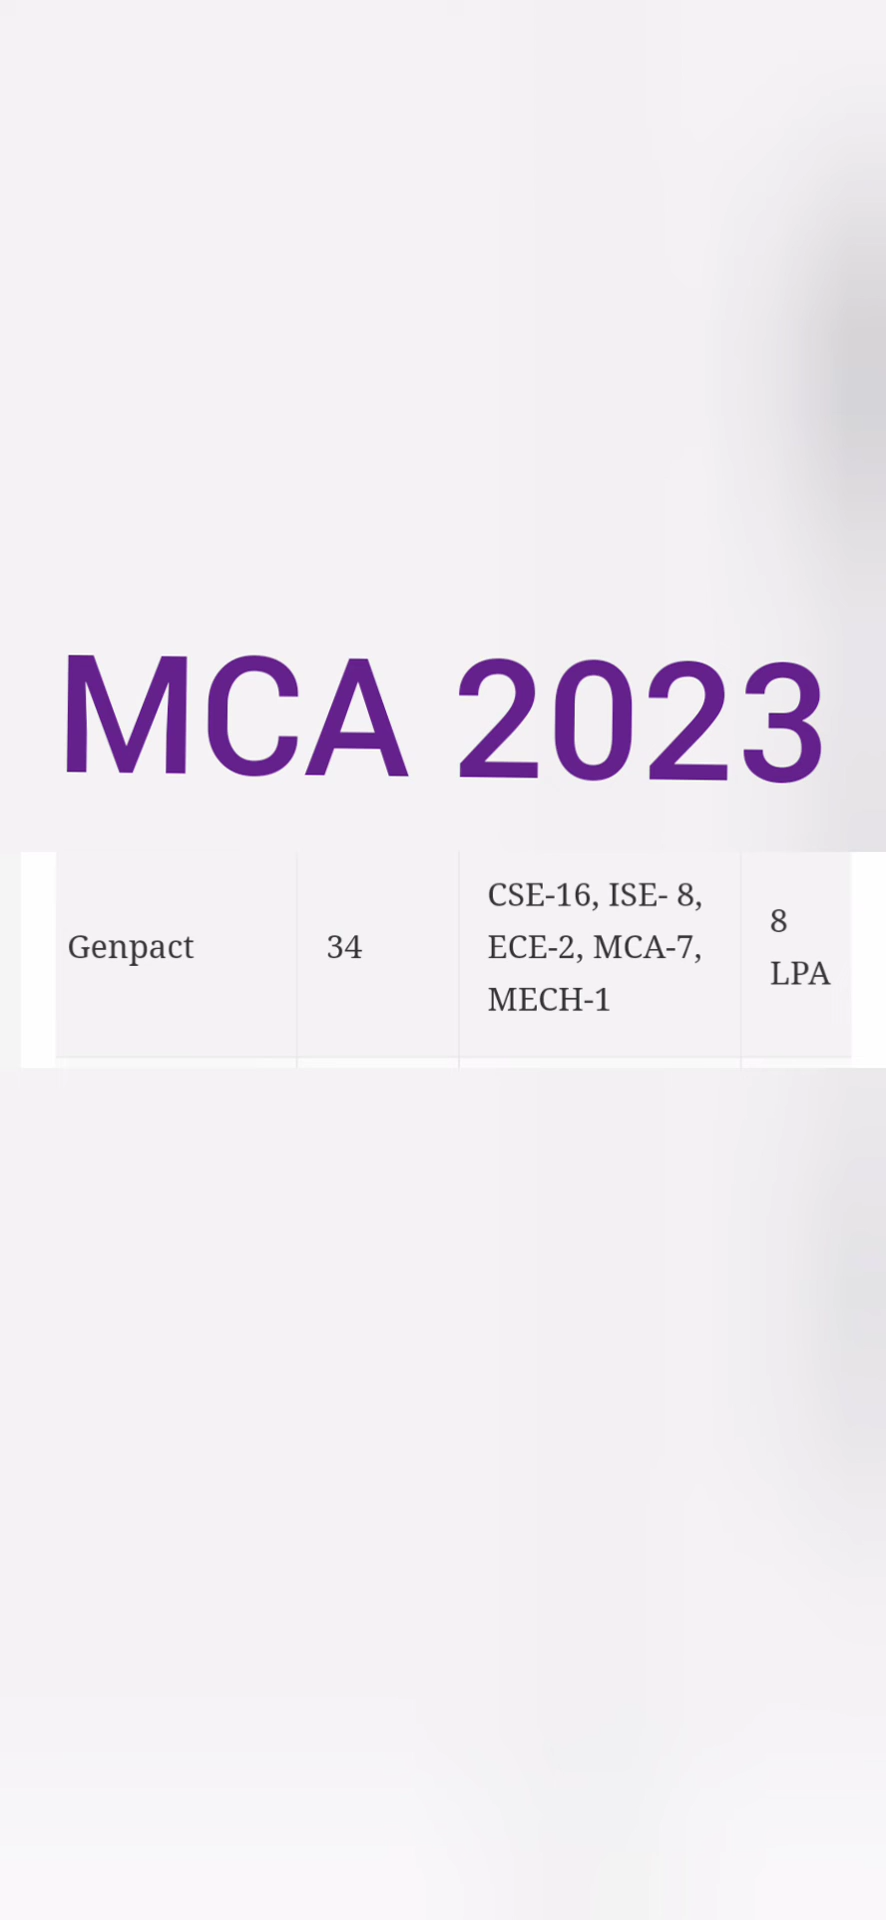 MCA 2023
Genpact
34
CSE-16, ISE- 8,
ECE-2, MCA-7,
MECH-1
8
LPA